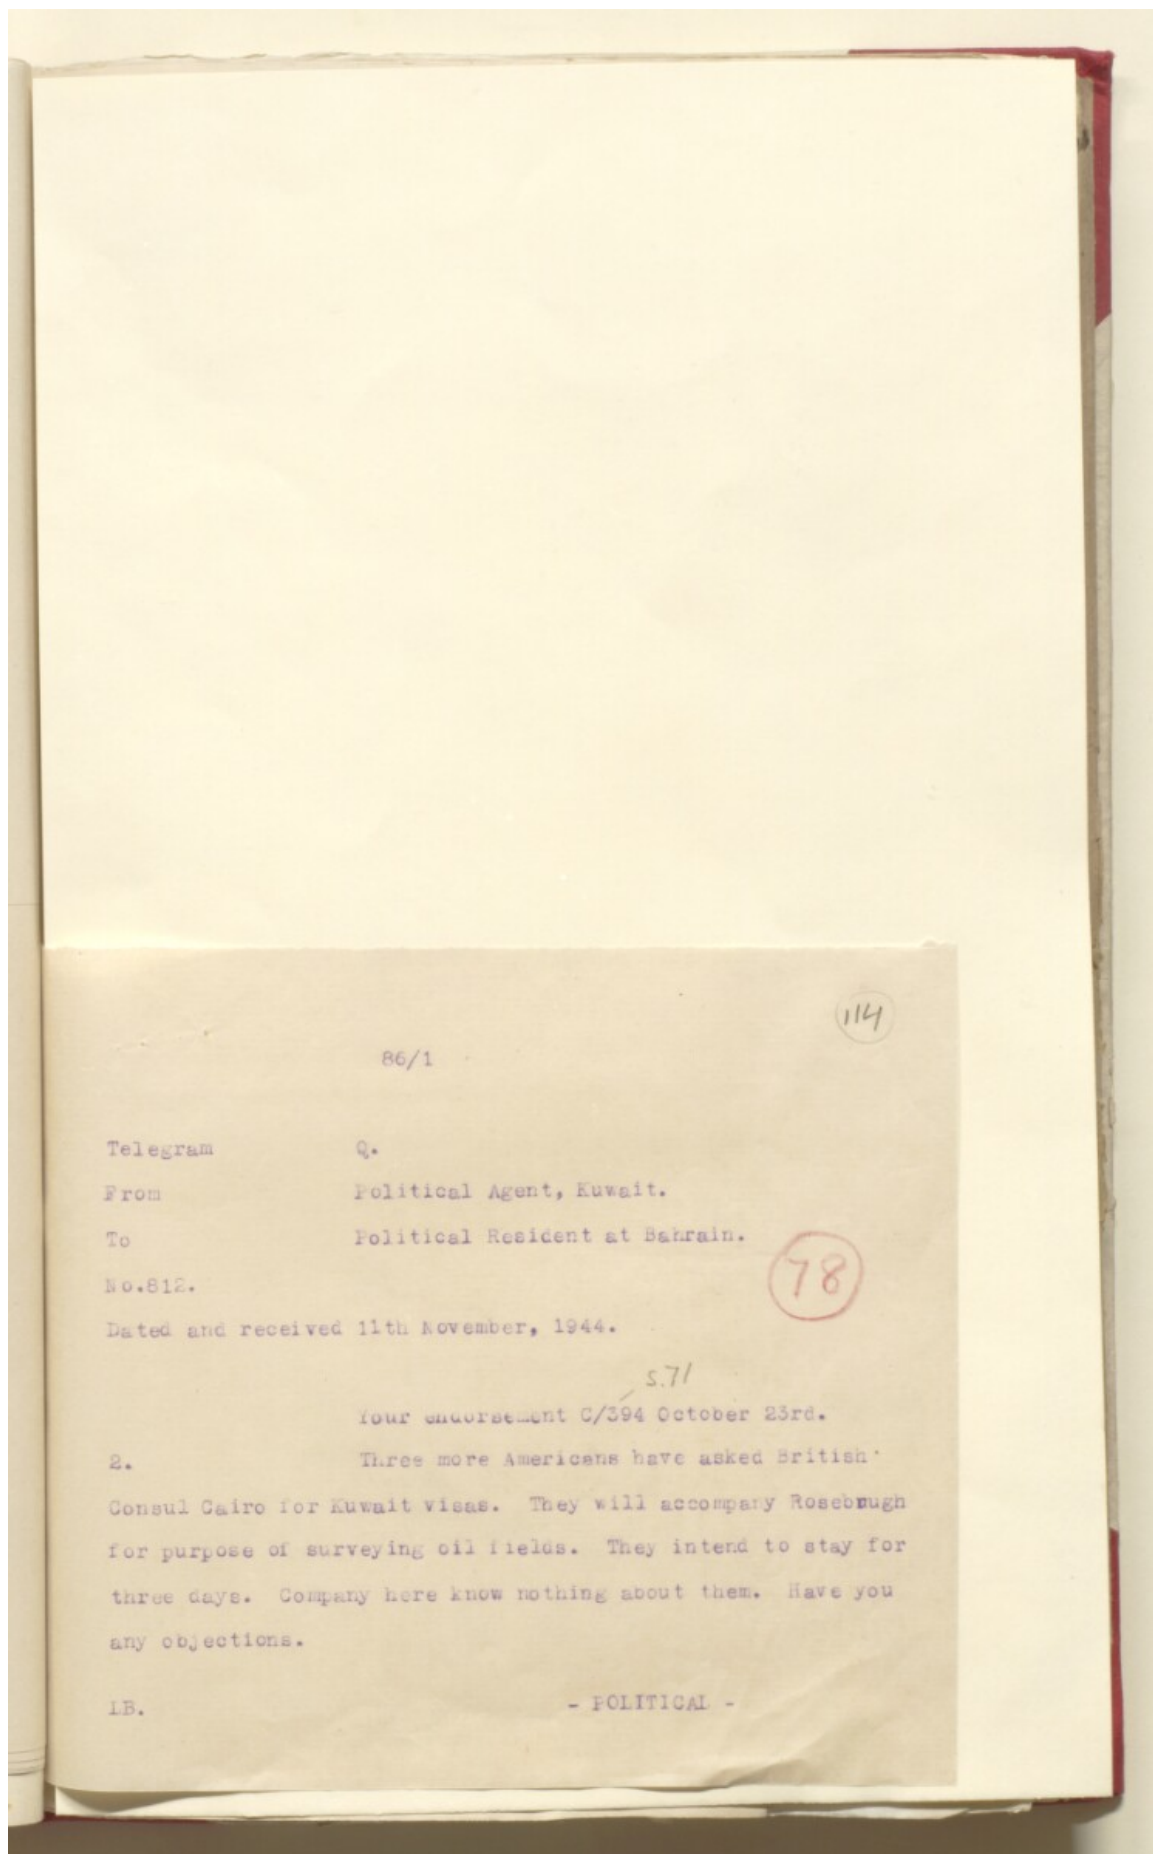 114
86/1
Telegram Q.
From Political Agent, Kuwait.
To Political Resident at Bahrain.
78
No.812.
Dated and received 11th November, 1944.
S.71
Your endorsement C/394 October 23rd.
2. Three more Americans have asked British
Consul Cairo for Kuwait visas. They will accompany Rosebrough
for purpose of surveying oil fields. They intend to stay for
three days. Company here know nothing about them. Have you
any objections.
LB. - POLITICAL -